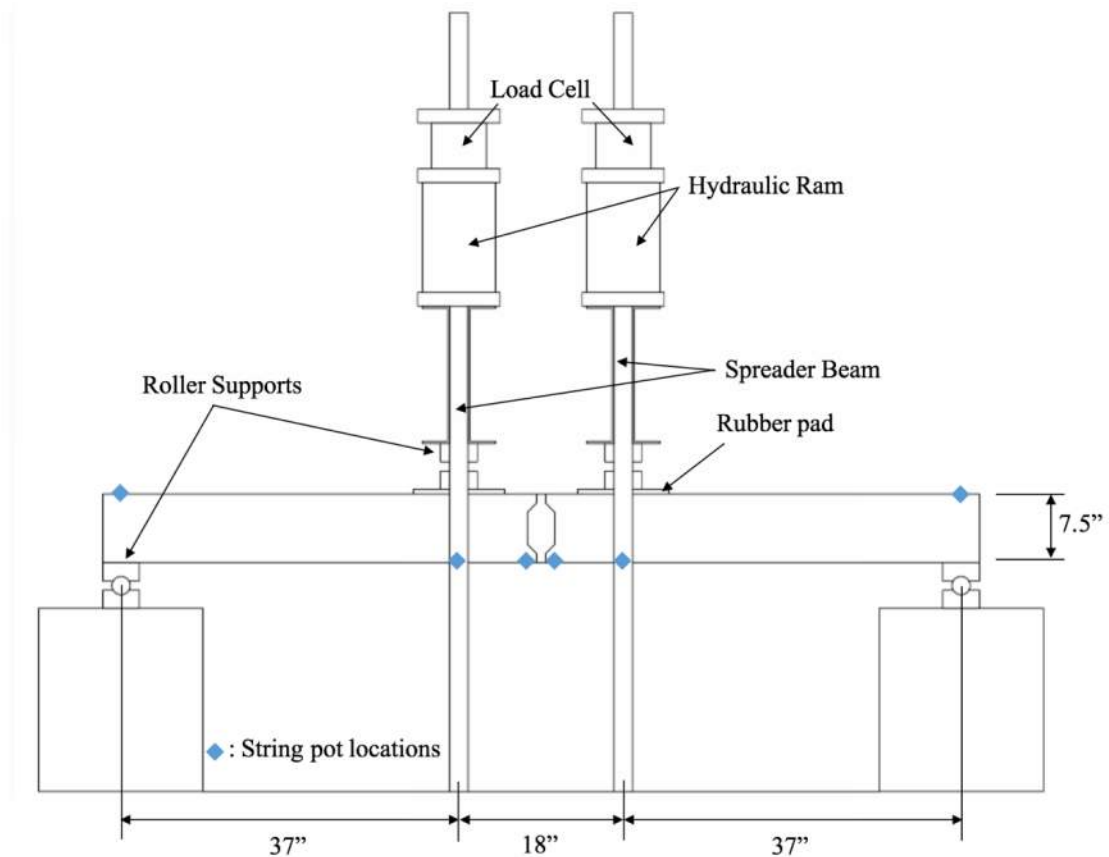 Load Cell
Hydraulic Ram
Spreader Beam
Roller Supports
Rubber pad
7.5”
: String pot locations
37”
18”
37”